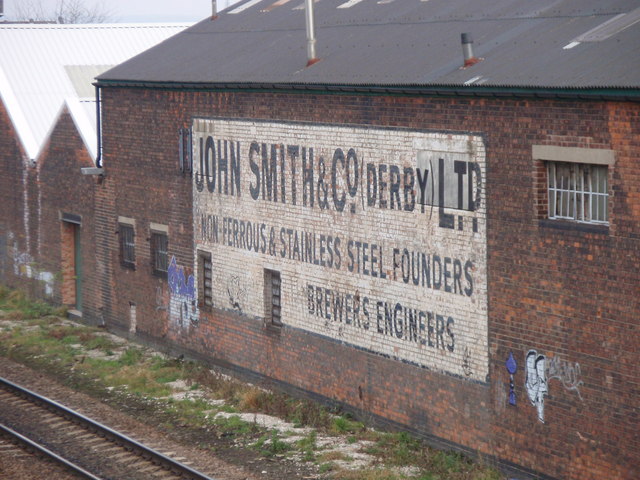 JOHN SMITH & CO. (DERBY) LTD.
NON-FERROUS & STAINLESS STEEL FOUNDERS
BREWERS ENGINEERS